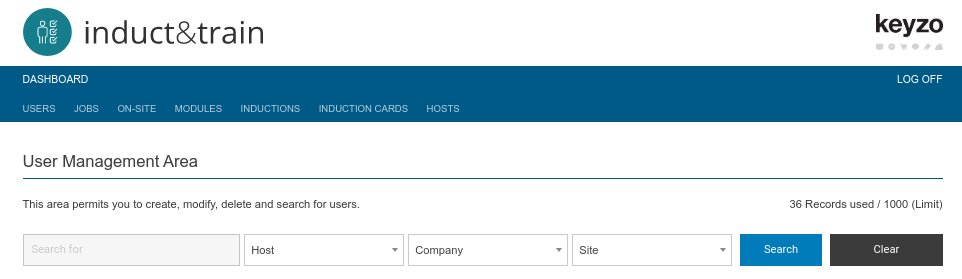 induct&train
keyzo
DASHBOARD LOG OFF
USERS JOBS ON-SITE MODULES INDUCTIONS INDUCTION CARDS HOSTS
User Management Area
This area permits you to create, modify, delete and search for users. 36 Records used / 1000 (Limit)
Search for Host Company Site Search Clear